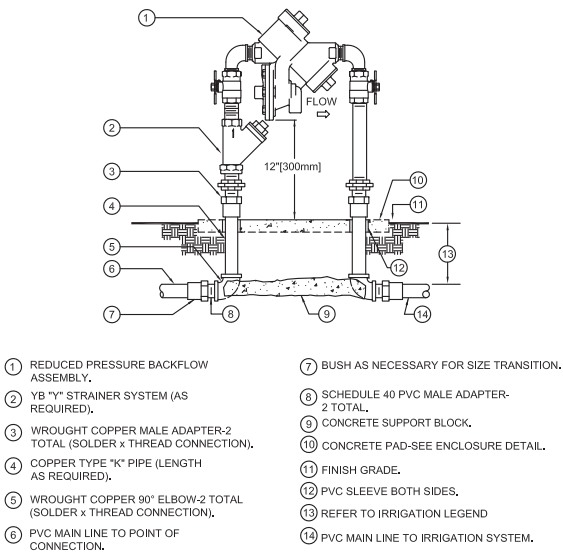 1
FLOW
2
12"[300mm]
3
10
4
11
5
13
6
12
7
8
9
14
1 REDUCED PRESSURE BACKFLOW
ASSEMBLY.
2 YB "Y" STRAINER SYSTEM (AS
REQUIRED).
3 WROUGHT COPPER MALE ADAPTER-2
TOTAL (SOLDER x THREAD CONNECTION).
4 COPPER TYPE "K" PIPE (LENGTH
AS REQUIRED).
5 WROUGHT COPPER 90° ELBOW-2 TOTAL
(SOLDER x THREAD CONNECTION).
6 PVC MAIN LINE TO POINT OF
CONNECTION.
7 BUSH AS NECESSARY FOR SIZE TRANSITION.
8 SCHEDULE 40 PVC MALE ADAPTER-
2 TOTAL.
9 CONCRETE SUPPORT BLOCK.
10 CONCRETE PAD-SEE ENCLOSURE DETAIL.
11 FINISH GRADE.
12 PVC SLEEVE BOTH SIDES.
13 REFER TO IRRIGATION LEGEND
14 PVC MAIN LINE TO IRRIGATION SYSTEM.